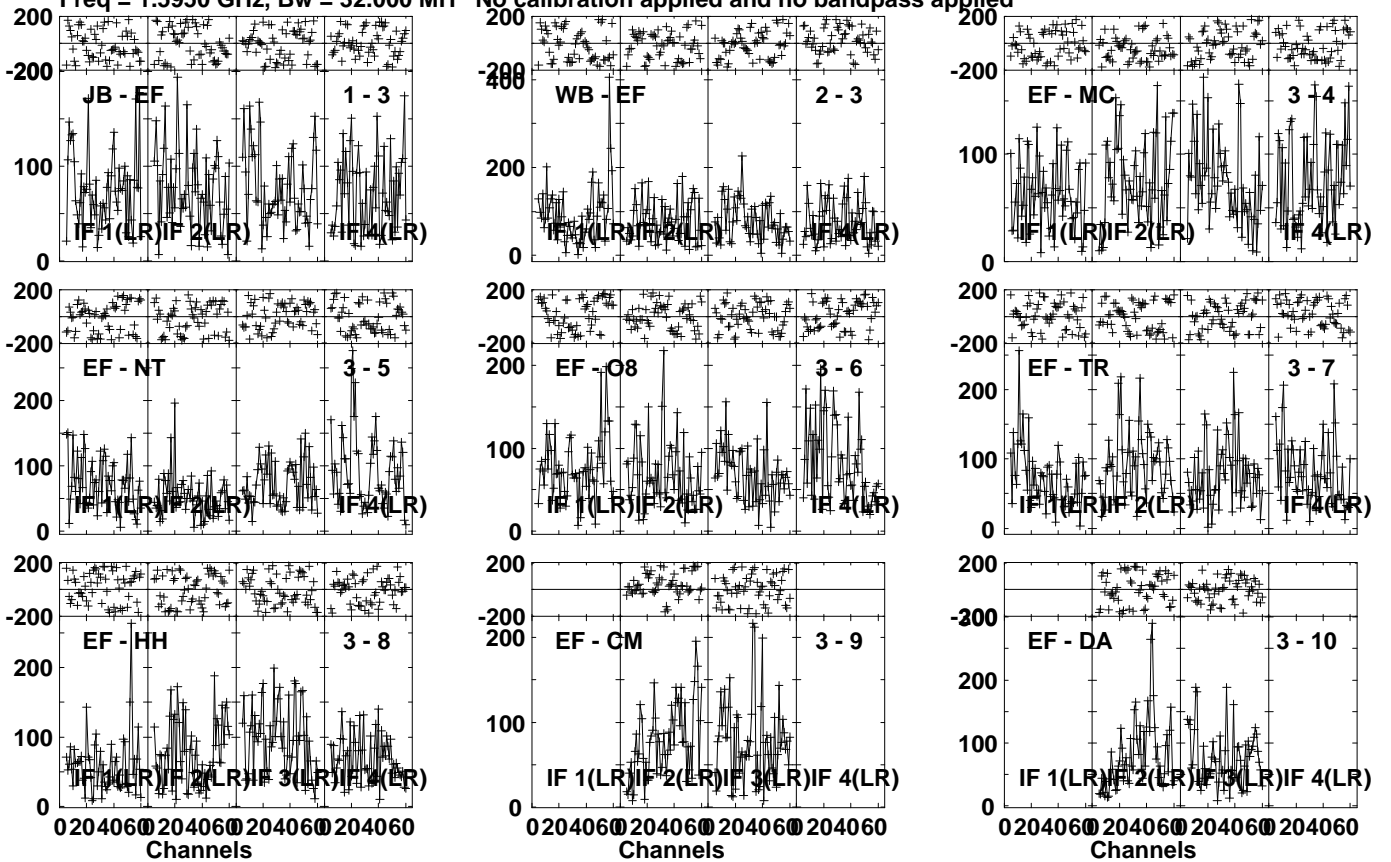 Freq = 1.5950 GHz, Bw = 32.000 MH No calibration applied and no bandpass applied
200
-200
200
JB - EF 1 - 3
100
0
IF 1(LR) IF 2(LR) IF 4(LR)
200
-200
400
WB - EF 2 - 3
200
0
IF 1(LR) IF 2(LR) IF 4(LR)
200
-200
EF - MC 3 - 4
100
0
IF 1(LR) IF 2(LR) IF 4(LR)
200
-200
EF - NT 3 - 5
200
100
0
IF 1(LR) IF 2(LR) IF 4(LR)
200
-200
EF - O8 3 - 6
200
100
0
IF 1(LR) IF 2(LR) IF 4(LR)
200
-200
EF - TR 3 - 7
200
100
0
IF 1(LR) IF 2(LR) IF 4(LR)
200
-200
EF - HH 3 - 8
200
100
0
IF 1(LR) IF 2(LR) IF 3(LR) IF 4(LR)
0 20 40 60 0 20 40 60 0 20 40 60 0 20 40 60
Channels
200
-200
EF - CM 3 - 9
200
100
0
IF 1(LR) IF 2(LR) IF 3(LR) IF 4(LR)
0 20 40 60 0 20 40 60 0 20 40 60 0 20 40 60
Channels
200
-200
300
EF - DA 3 - 10
200
100
0
IF 1(LR) IF 2(LR) IF 3(LR) IF 4(LR)
0 20 40 60 0 20 40 60 0 20 40 60 0 20 40 60
Channels